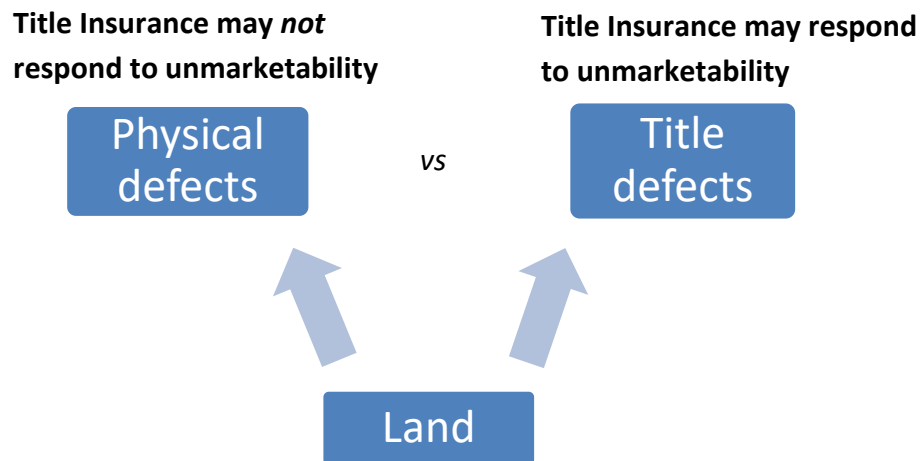 Title Insurance may not
respond to unmarketability
Title Insurance may respond
to unmarketability
Physical
defects
vs
Title
defects
Land